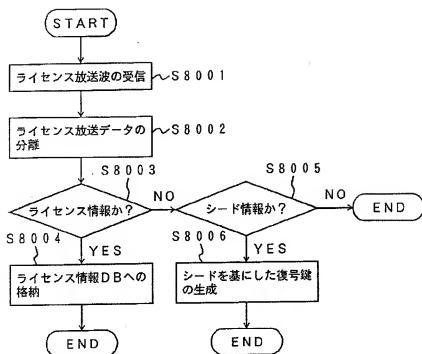 START
ライセンス放送波の受信
S8001
ライセンス放送データの
分離
S8002
S8003
ライセンス情報か?
NO
S8005
シード情報か?
NO
END
S8004
YES
ライセンス情報DBへの
格納
END
S8006
YES
シードを基にした復号鍵
の生成
END